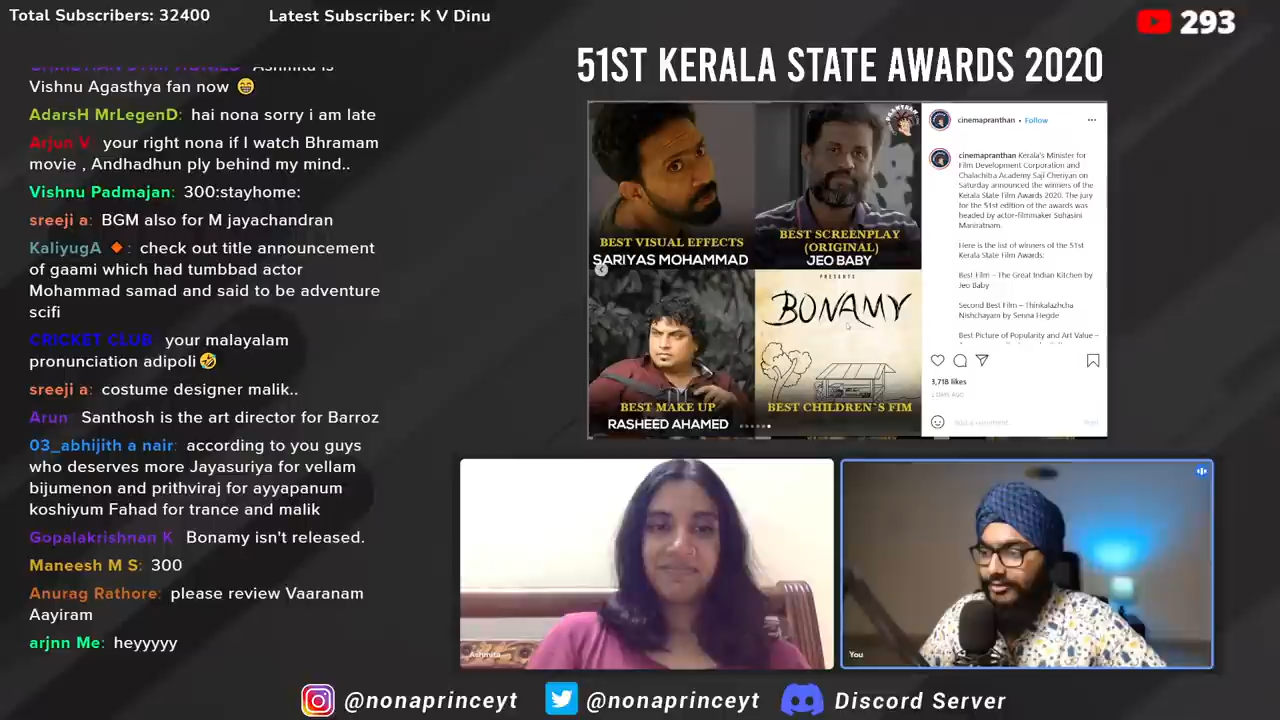 Total Subscribers: 32400
Latest Subscriber: K V Dinu
293
51ST KERALA STATE AWARDS 2020
Ashmita is
Vishnu Agasthya fan now 😁
AdarsH MrLegenD: hai nona sorry i am late
Arjun V your right nona if I watch Bhramam
movie , Andhadhun ply behind my mind..
Vishnu Padmajan: 300:stayhome:
sreeji a: BGM also for M jayachandran
KaliyugA 🔸: check out title announcement
of gaami which had tumbbad actor
Mohammad samad and said to be adventure
scifi
CRICKET CLUB your malayalam
pronunciation adipoli🤣
sreeji a: costume designer malik..
Arun Santhosh is the art director for Barroz
03_abhijith a nair: according to you guys
who deserves more Jayasuriya for vellam
bijumenon and prithviraj for ayyapanum
koshiyum Fahad for trance and malik
Gopalakrishnan K Bonamy isn't released.
Maneesh M S: 300
Anurag Rathore: please review Vaaranam
Aayiram
arjnn Me: heyyyyy
BEST VISUAL EFFECTS
SARIYAS MOHAMMAD
BEST SCREENPLAY
(ORIGINAL)
JEO BABY
BEST MAKE UP
RASHEED AHAMED
PRESENTS
BONAMY
BEST CHILDREN`S FIM
cinemapranthan • Follow
cinemapranthan Kerala's Minister for
Film Development Corporation and
Chalachitra Academy Saji Cheriyan on
Saturday announced the winners of the
Kerala State Film Awards 2020. The jury
for the 51st edition of the awards was
headed by actor-filmmaker Suhasini
Maniratnam.
Here is the list of winners of the 51st
Kerala State Film Awards:
Best Film – The Great Indian Kitchen by
Jeo Baby
Second Best Film – Thinkalazhcha
Nishchayam by Senna Hegde
Best Picture of Popularity and Art Value –
3,718 likes
2 DAYS AGO
Add a comment...
Post
Ashmita
You
@nonaprinceyt
@nonaprinceyt
Discord Server